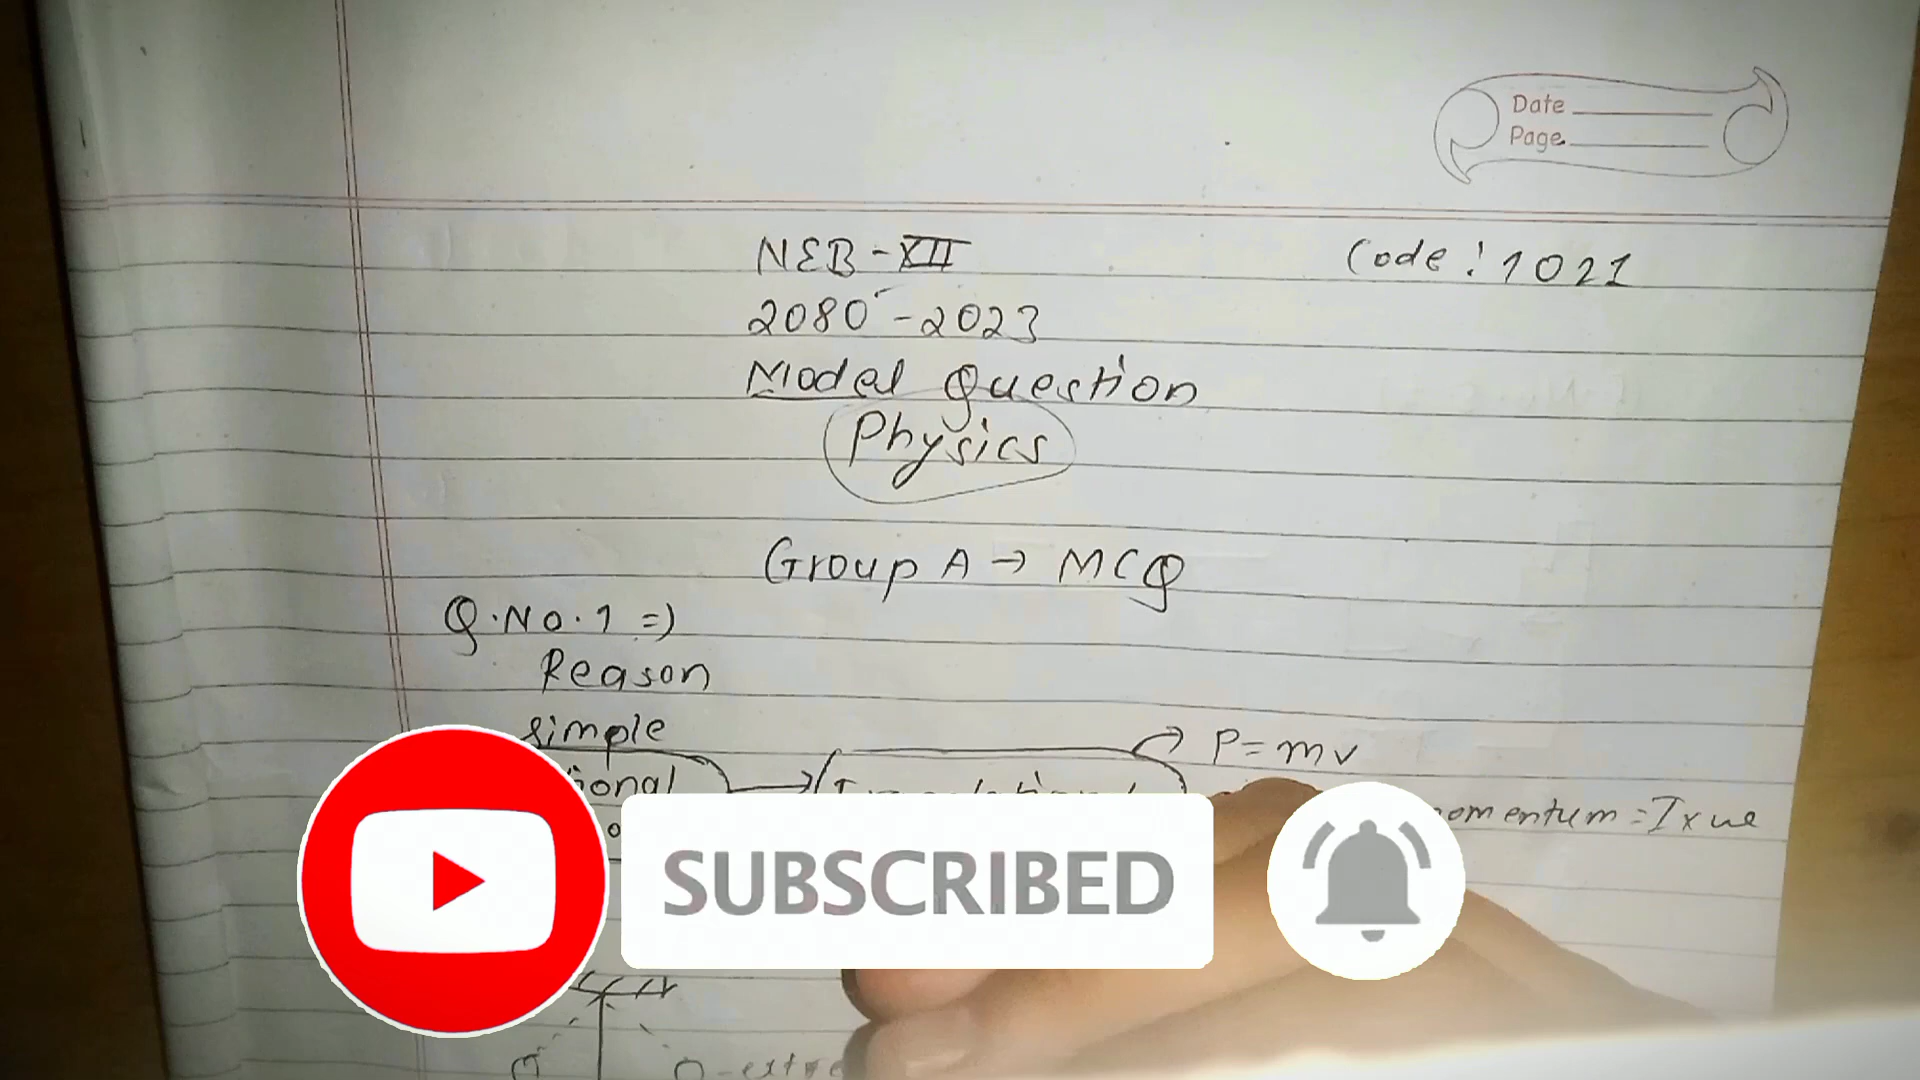 Date
Page
NEB-XII
Code: 1021
2080-2023
Model Question
Physics
Group A → MCQ
Q.No.1 =)
Reason
simple
P=mv
ional
omentum = I x ω
SUBSCRIBED